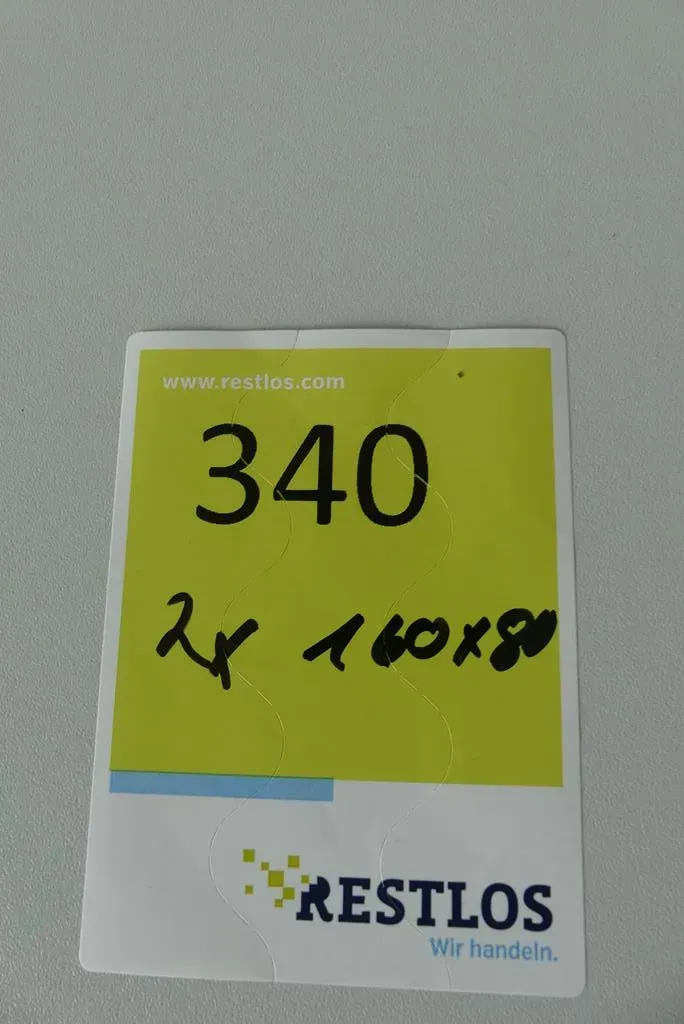 www.restlos.com
340
2x 160x80
RESTLOS
Wir handeln.